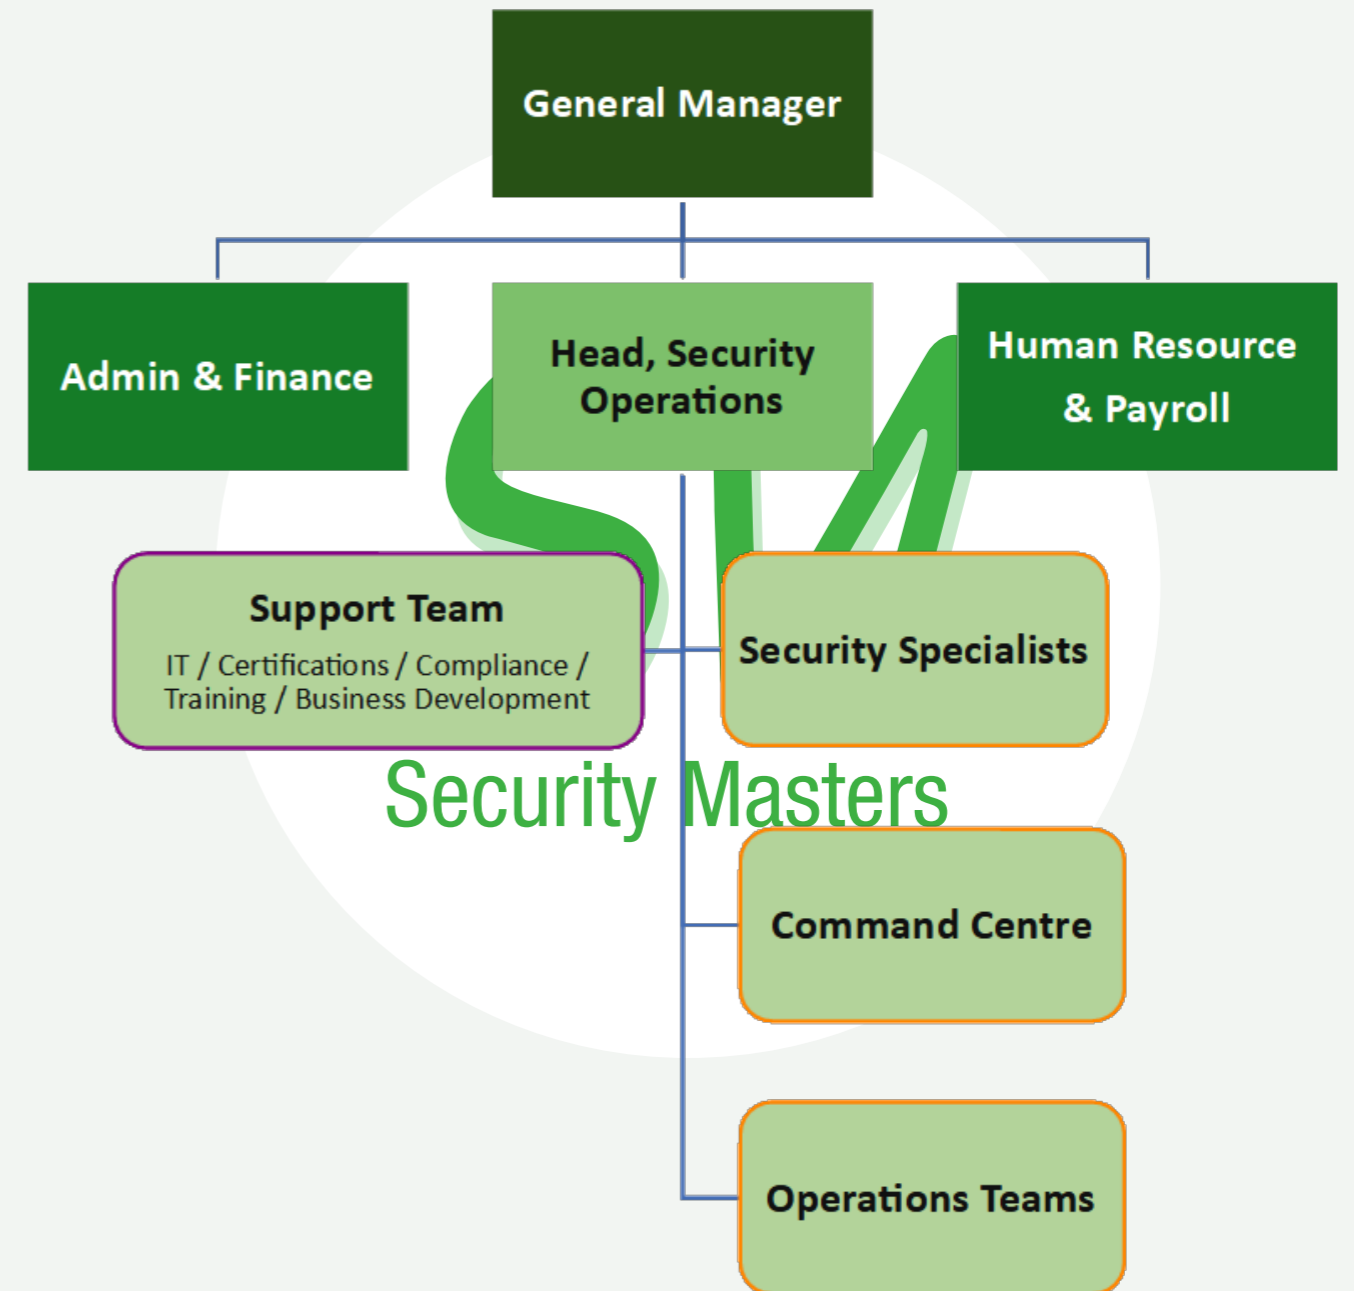 General Manager
Admin & Finance
Head, Security
Operations
Human Resource
& Payroll
Support Team
IT / Certifications / Compliance /
Training / Business Development
Security Specialists
SM
Security Masters
Command Centre
Operations Teams